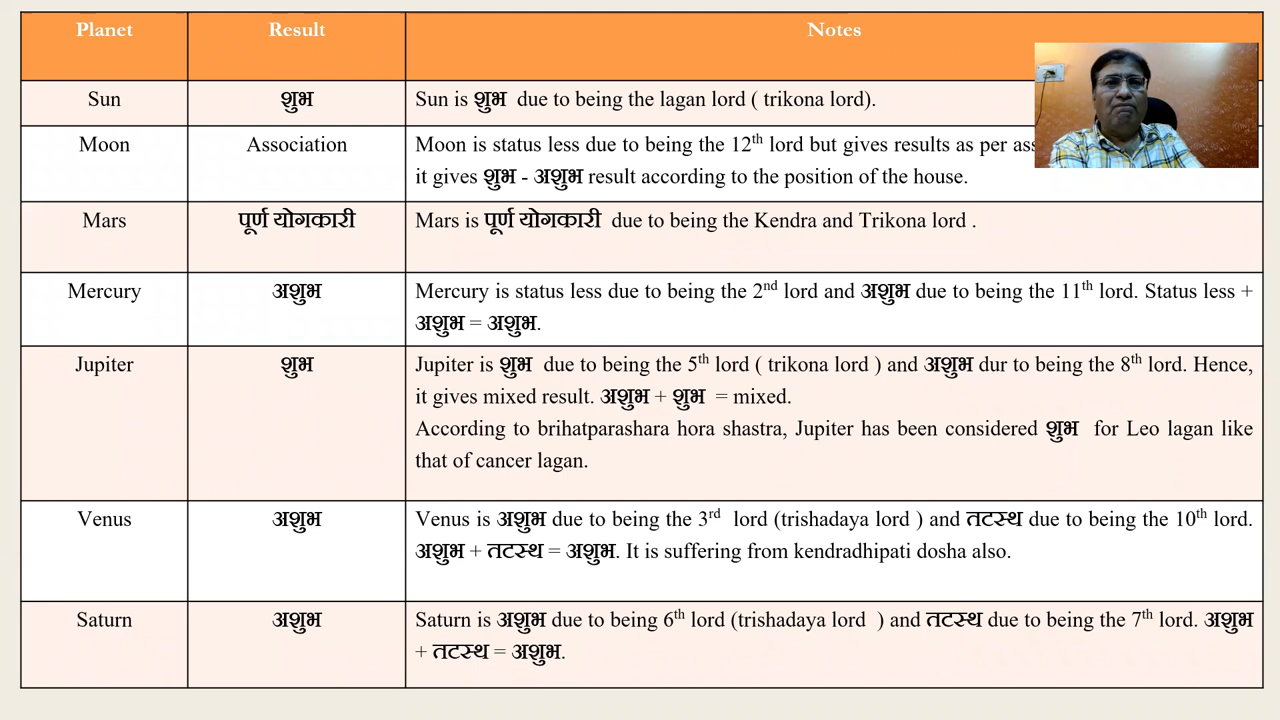 Planet Result Notes
Sun शुभ Sun is शुभ due to being the lagan lord ( trikona lord).
Moon Association Moon is status less due to being the 12th lord but gives results as per
it gives शुभ - अशुभ result according to the position of the house.
Mars पूर्ण योगकारी Mars is पूर्ण योगकारी due to being the Kendra and Trikona lord .
Mercury अशुभ Mercury is status less due to being the 2nd lord and अशुभ due to being the 11th lord. Status less +
अशुभ = अशुभ.
Jupiter शुभ Jupiter is शुभ due to being the 5th lord ( trikona lord ) and अशुभ dur to being the 8th lord. Hence,
it gives mixed result. अशुभ + शुभ = mixed.
According to brihatparashara hora shastra, Jupiter has been considered शुभ for Leo lagan like
that of cancer lagan.
Venus अशुभ Venus is अशुभ due to being the 3rd lord (trishadaya lord ) and तटस्थ due to being the 10th lord.
अशुभ + तटस्थ = अशुभ. It is suffering from kendradhipati dosha also.
Saturn अशुभ Saturn is अशुभ due to being 6th lord (trishadaya lord ) and तटस्थ due to being the 7th lord. अशुभ
+ तटस्थ = अशुभ.